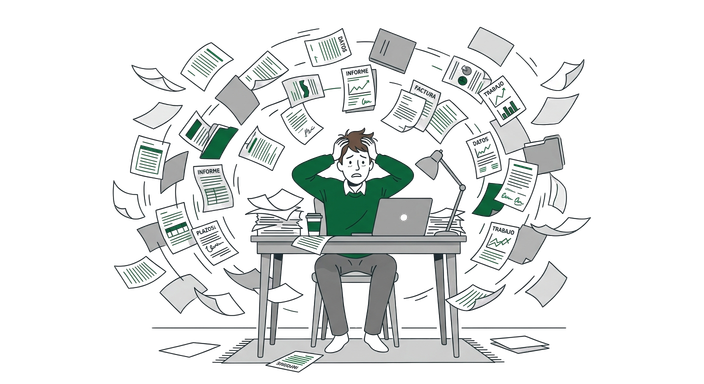 DATOS
INFORME
FACTURA
TRABAJO
DATOS
INFORME
PLAZOS:
TRABAJO